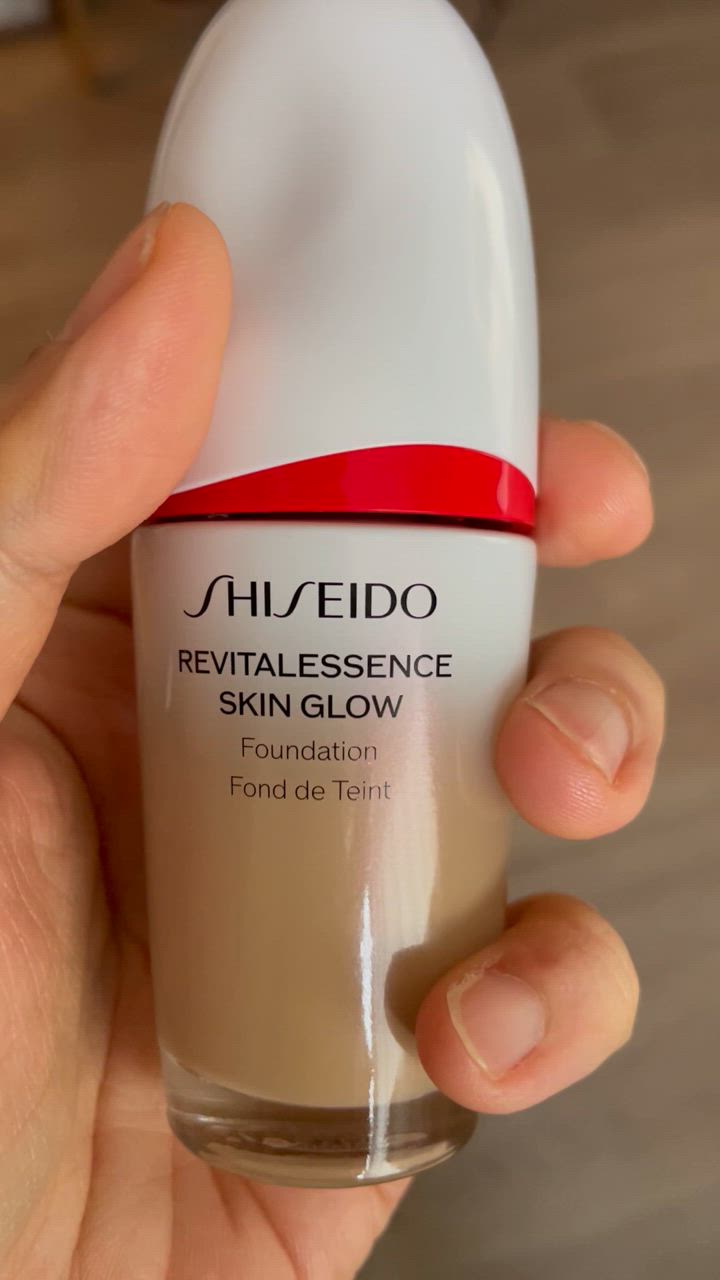 SHISEIDO
REVITALESSENCE
SKIN GLOW
Foundation
Fond de Teint